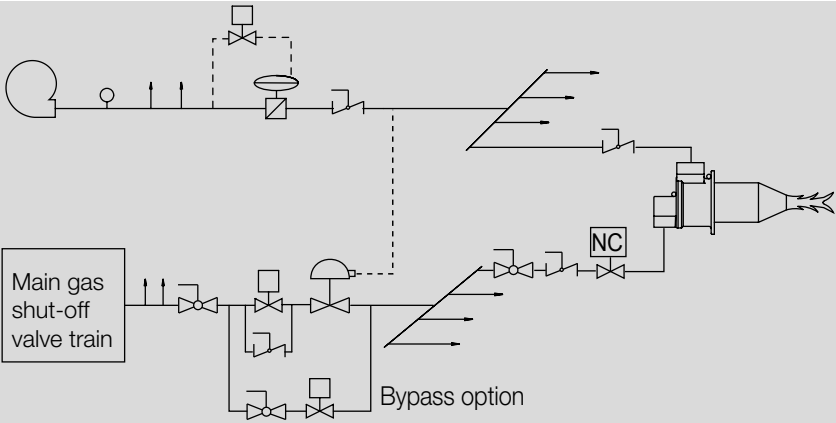 NC
Main gas
shut-off
valve train
Bypass option